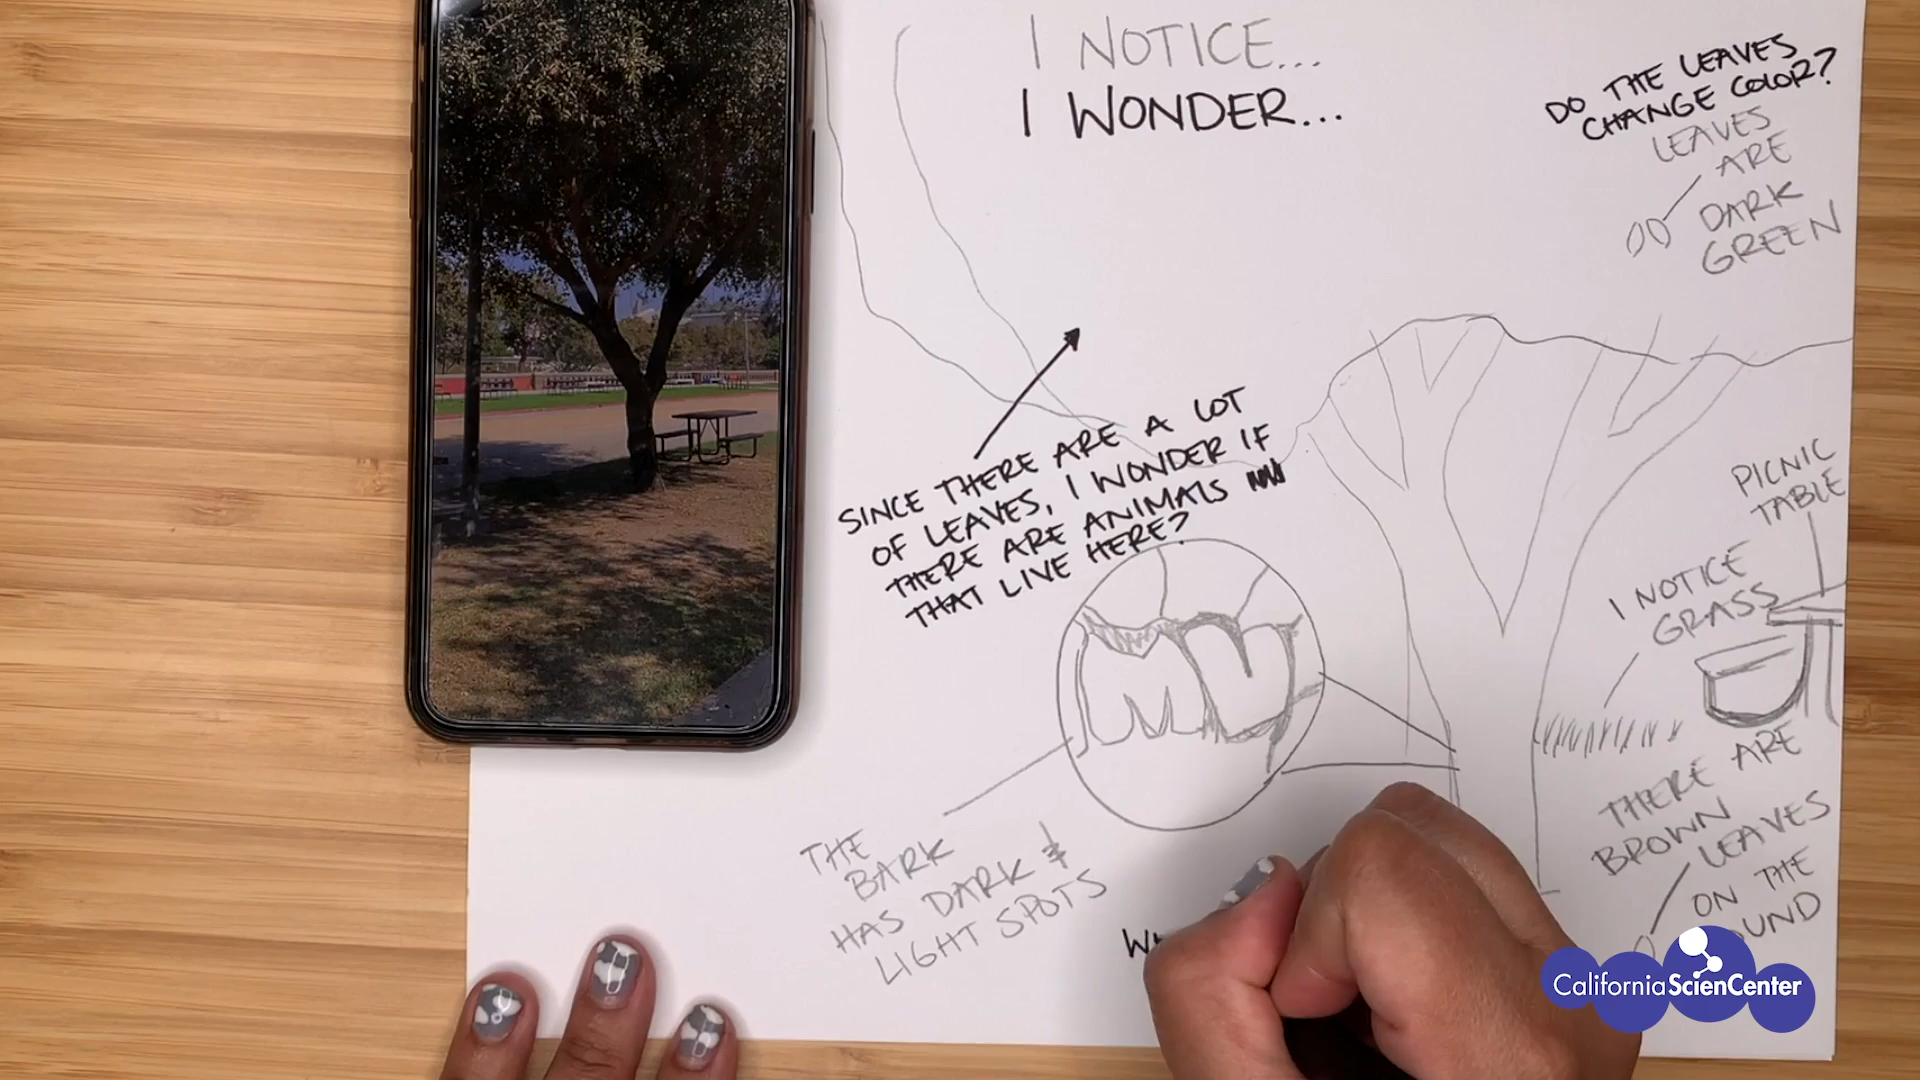 I NOTICE...
I WONDER...
DO THE LEAVES
CHANGE COLOR?
LEAVES
ARE
DARK
GREEN
SINCE THERE ARE A LOT
OF LEAVES, I WONDER IF
THERE ARE ANIMALS
THAT LIVE HERE?
PICNIC
TABLE
I NOTICE
GRASS
THERE ARE
BROWN
LEAVES
ON THE
THE
BARK
HAS DARK &
LIGHT SPOTS
California ScienCenter